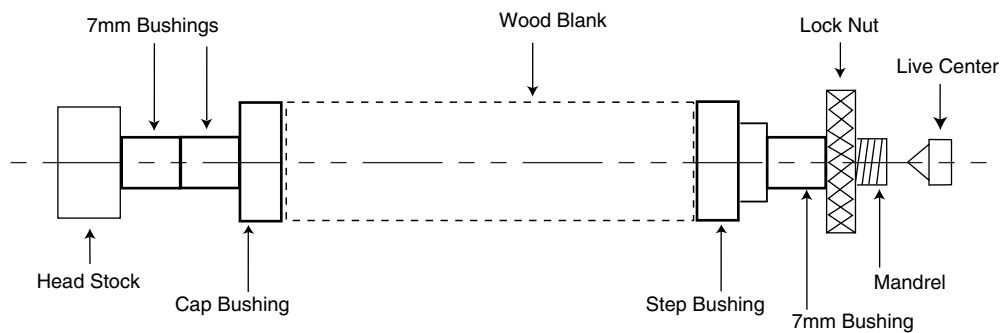 7mm Bushings
Wood Blank
Lock Nut
Live Center
Head Stock
Cap Bushing
Step Bushing
Mandrel
7mm Bushing